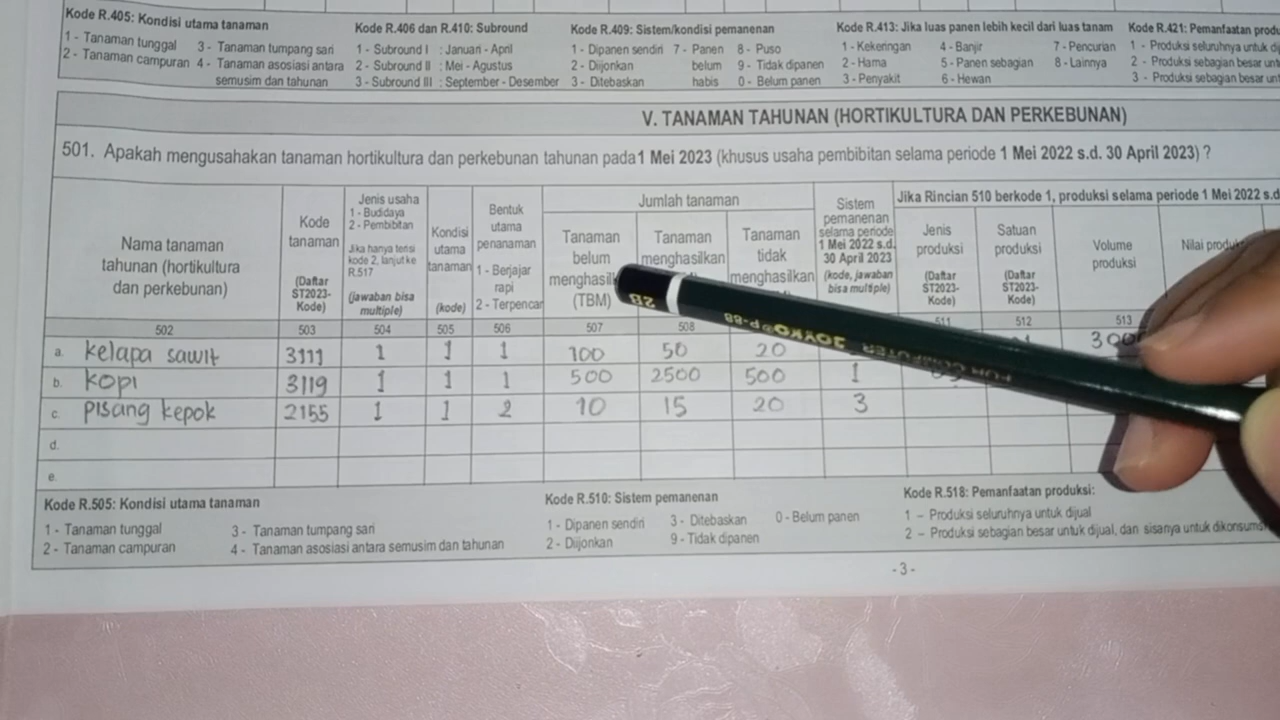 Kode R.405: Kondisi utama tanaman
1 - Tanaman tunggal 3 - Tanaman tumpang sari
2 - Tanaman campuran 4 - Tanaman asosiasi antara
semusim dan tahunan
Kode R.406 dan R.410: Subround
1 - Subround I : Januari - April
2 - Subround II : Mei - Agustus
3 - Subround III : September - Desember
Kode R.409: Sistem/kondisi pemanenan
1 - Dipanen sendiri 7 - Panen 8 - Puso
2 - Diijonkan belum 9 - Tidak dipanen
3 - Ditebaskan habis 0 - Belum panen
Kode R.413: Jika luas panen lebih kecil dari luas tanam
1 - Kekeringan 4 - Banjir 7 - Pencurian
2 - Hama 5 - Panen sebagian 8 - Lainnya
3 - Penyakit 6 - Hewan
Kode R.421: Pemanfaatan
1 - Produksi seluruhnya untuk
2 - Produksi sebagian besar
3 - Produksi sebagian besar
V. TANAMAN TAHUNAN (HORTIKULTURA DAN PERKEBUNAN)
501. Apakah mengusahakan tanaman hortikultura dan perkebunan tahunan pada 1 Mei 2023 (khusus usaha pembibitan selama periode 1 Mei 2022 s.d. 30 April 2023) ?
Nama tanaman
tahunan (hortikultura
dan perkebunan)
Kode
tanaman
(Daftar
ST2023-
Kode)
Jenis usaha
1 - Budidaya
2 - Pembibitan
Jika hanya terisi
kode 2, lanjut ke
R.517
(jawaban bisa
multiple)
Kondisi
utama
tanaman
(kode)
Bentuk
utama
penanaman
1 - Berjajar
rapi
2 - Terpencar
Jumlah tanaman
Tanaman
belum
(TBM)
Tanaman
menghasilkan
Tanaman
tidak
menghasilkan
Sistem
pemanenan
selama periode
1 Mei 2022 s.d.
30 April 2023
(kode, jawaban
bisa multiple)
Jika Rincian 510 berkode 1, produksi selama periode 1 Mei 2022 s.d
Jenis
produksi
(Daftar
ST2023-
Kode)
Satuan
produksi
(Daftar
ST2023-
Kode)
Volume
produksi
Nilai
502 503 504 505 506 507 508 511 512 513
a. kelapa sawit 3111 1 1 1 100 50 20
b. kopi 3119 1 1 1 500 2500 500 1
c. pisang kepok 2155 1 1 2 10 15 20 3
d.
e.
Kode R.505: Kondisi utama tanaman
1 - Tanaman tunggal 3 - Tanaman tumpang sari
2 - Tanaman campuran 4 - Tanaman asosiasi antara semusim dan tahunan
Kode R.510: Sistem pemanenan
1 - Dipanen sendiri 3 - Ditebaskan 0 - Belum panen
2 - Diijonkan 9 - Tidak dipanen
Kode R.518: Pemanfaatan produksi:
1 – Produksi seluruhnya untuk dijual
2 – Produksi sebagian besar untuk dijual, dan sisanya untuk
- 3 -
2B
JOYKO P-88
FOR COMPUTER